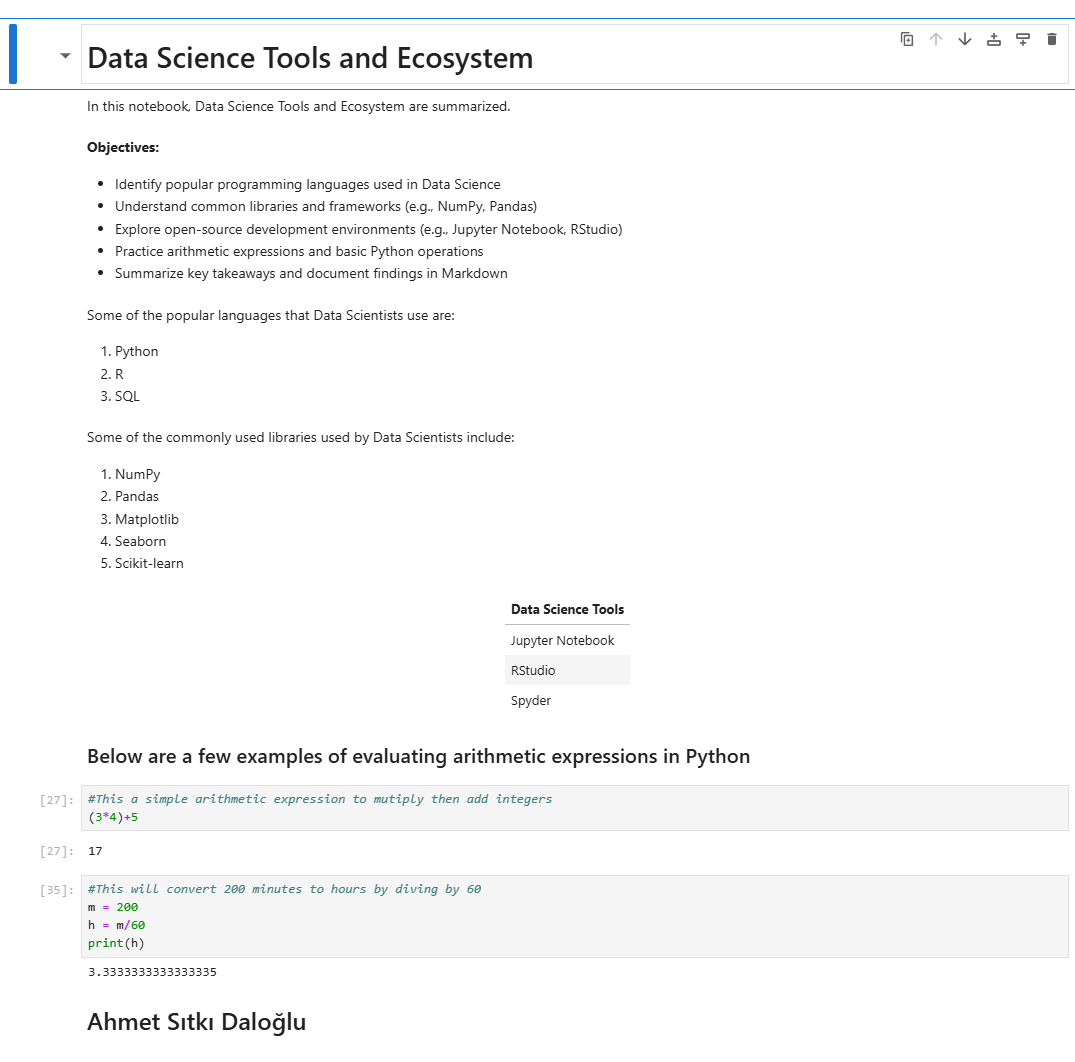 Data Science Tools and Ecosystem
In this notebook, Data Science Tools and Ecosystem are summarized.
Objectives:
• Identify popular programming languages used in Data Science
• Understand common libraries and frameworks (e.g., NumPy, Pandas)
• Explore open-source development environments (e.g., Jupyter Notebook, RStudio)
• Practice arithmetic expressions and basic Python operations
• Summarize key takeaways and document findings in Markdown
Some of the popular languages that Data Scientists use are:
1. Python
2. R
3. SQL
Some of the commonly used libraries used by Data Scientists include:
1. NumPy
2. Pandas
3. Matplotlib
4. Seaborn
5. Scikit-learn
Data Science Tools
Jupyter Notebook
RStudio
Spyder
Below are a few examples of evaluating arithmetic expressions in Python
[27]: #This a simple arithmetic expression to mutiply then add integers
(3*4)+5
[27]: 17
[35]: #This will convert 200 minutes to hours by diving by 60
m = 200
h = m/60
print(h)
3.3333333333333335
Ahmet Sıtkı Daloğlu